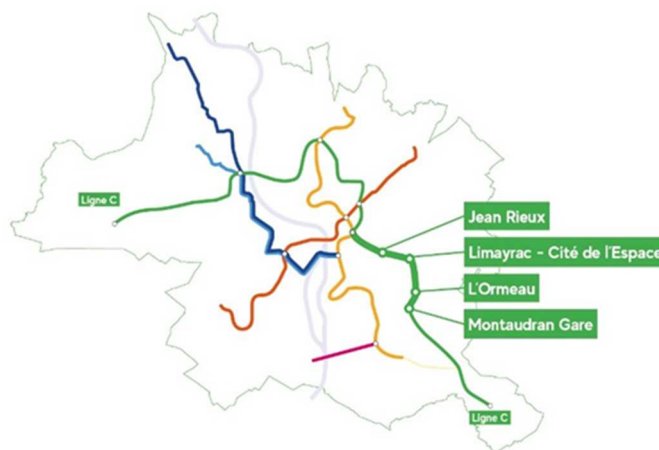 Ligne C
Jean Rieux
Limayrac - Cité de l'Espace
L'Ormeau
Montaudran Gare
Ligne C